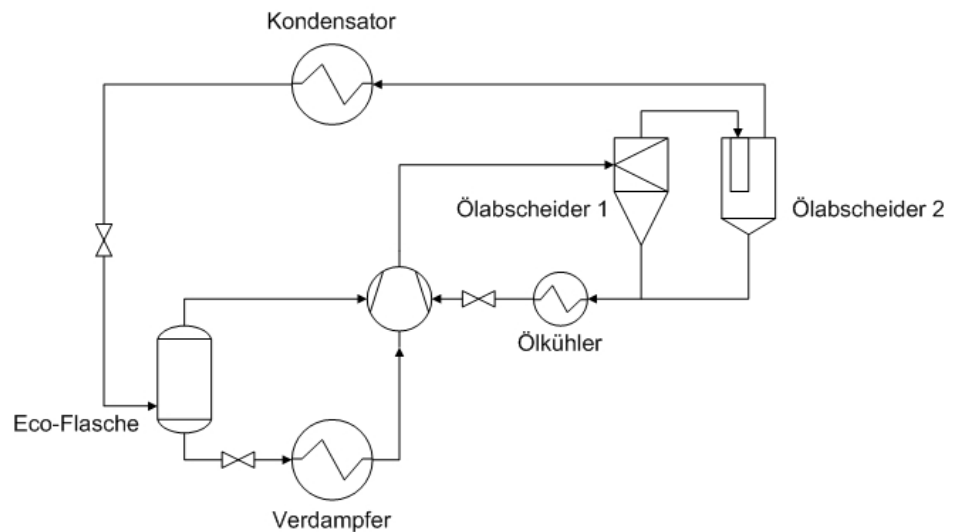 Kondensator
Ölabscheider 1
Ölabscheider 2
Ölkühler
Eco-Flasche
Verdampfer